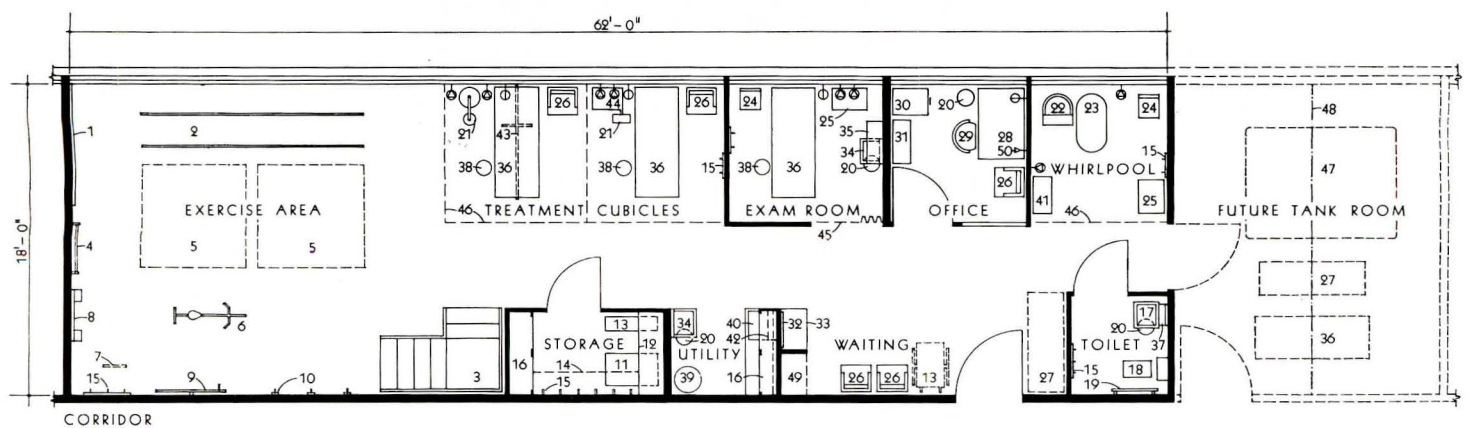 62'-0"
18'-0"
1
2
EXERCISE AREA
5 5
4
8
6
7
15 9 10
3
21 43 26 44 21 26
38 36 38 36 15
46 TREATMENT CUBICLES
24 25 35 34 20
38 36
EXAM ROOM
45
30 20 31 29 28 50 26
OFFICE
22 23 24 15
WHIRLPOOL
41 25
46
48
47
FUTURE TANK ROOM
27
36
16 13 12 11
STORAGE
14
15
34 20
UTILITY
39
40 42 16
32 33
49
WAITING
26 26 13
27
17 20 37
TOILET
15 18
19
CORRIDOR